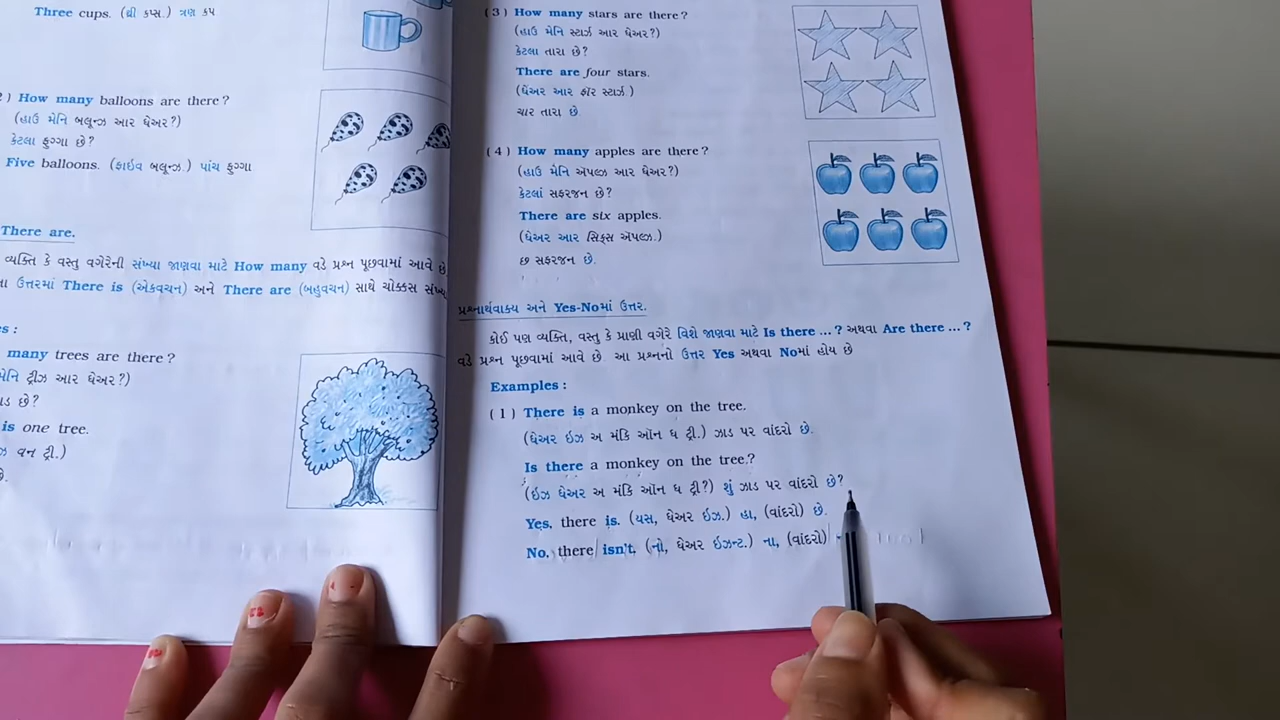 Three cups. (થ્રી કપ્સ.) ત્રણ કપ
) How many balloons are there?
(હાઉ મેનિ બલૂન્ઝ આર ધેઅર?)
કેટલા ફુગ્ગા છે?
Five balloons. (ફાઇવ બલૂન્ઝ.) પાંચ ફુગ્ગા
There are.
વ્યક્તિ કે વસ્તુ વગેરેની સંખ્યા જાણવા માટે How many વડે પ્રશ્ન પૂછવામાં આવે છે
ઉત્તરમાં There is (એકવચન) અને There are (બહુવચન) સાથે ચોક્કસ
many trees are there?
ટ્રીઝ આર ધેઅર?)
છે?
is one tree.
વન ટ્રી.)
(3) How many stars are there?
(હાઉ મેનિ સ્ટાર્ઝ આર ધેઅર?)
કેટલા તારા છે?
There are four stars.
(ધેઅર આર ફૉર સ્ટાર્ઝ.)
ચાર તારા છે.
(4) How many apples are there?
(હાઉ મેનિ ઍપલ્ઝ આર ધેઅર?)
કેટલાં સફરજન છે?
There are six apples.
(ધેઅર આર સિક્સ ઍપલ્ઝ.)
છ સફરજન છે.
પ્રશ્નાર્થવાક્ય અને Yes-Noમાં ઉત્તર.
કોઈ પણ વ્યક્તિ, વસ્તુ કે પ્રાણી વગેરે વિશે જાણવા માટે Is there ... ? અથવા Are there ... ?
વડે પ્રશ્ન પૂછવામાં આવે છે. આ પ્રશ્નનો ઉત્તર Yes અથવા Noમાં હોય છે
Examples :
(1) There is a monkey on the tree.
(ધેઅર ઇઝ અ મંકિ ઑન ધ ટ્રી.) ઝાડ પર વાંદરો છે.
Is there a monkey on the tree.?
(ઇઝ ધેઅર અ મંકિ ઑન ધ ટ્રી?) શું ઝાડ પર વાંદરો છે?
Yes, there is. (યસ, ધેઅર ઇઝ.) હા, (વાંદરો) છે.
No, there isn't. (નો, ધેઅર ઇઝન્ટ.) ના, (વાંદરો)